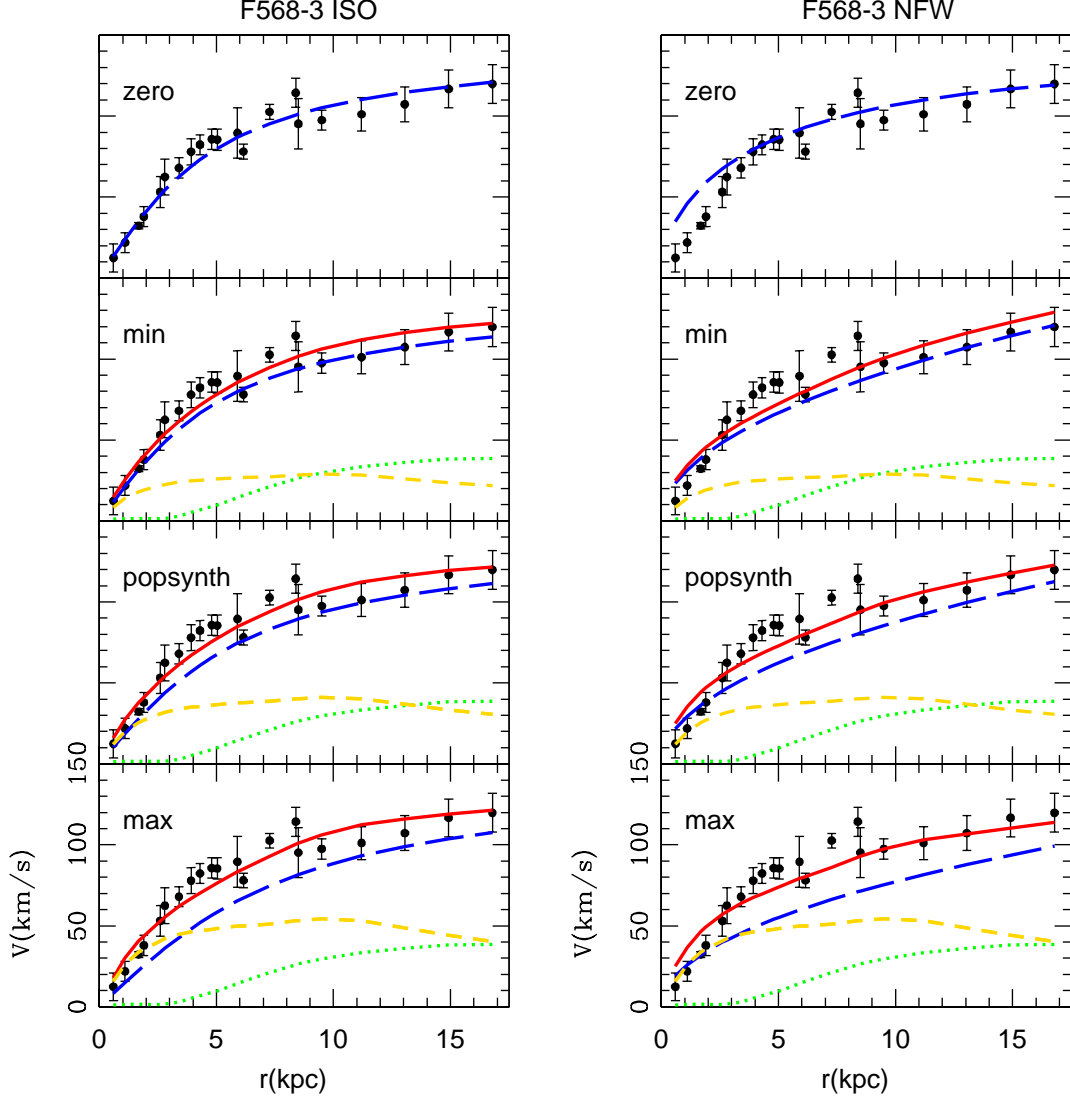 F568-3 ISO
F568-3 NFW
zero
zero
min
min
popsynth
popsynth
150
150
max
max
100
100
50
50
0
0
V(km/s)
V(km/s)
0 5 10 15
0 5 10 15
r(kpc)
r(kpc)